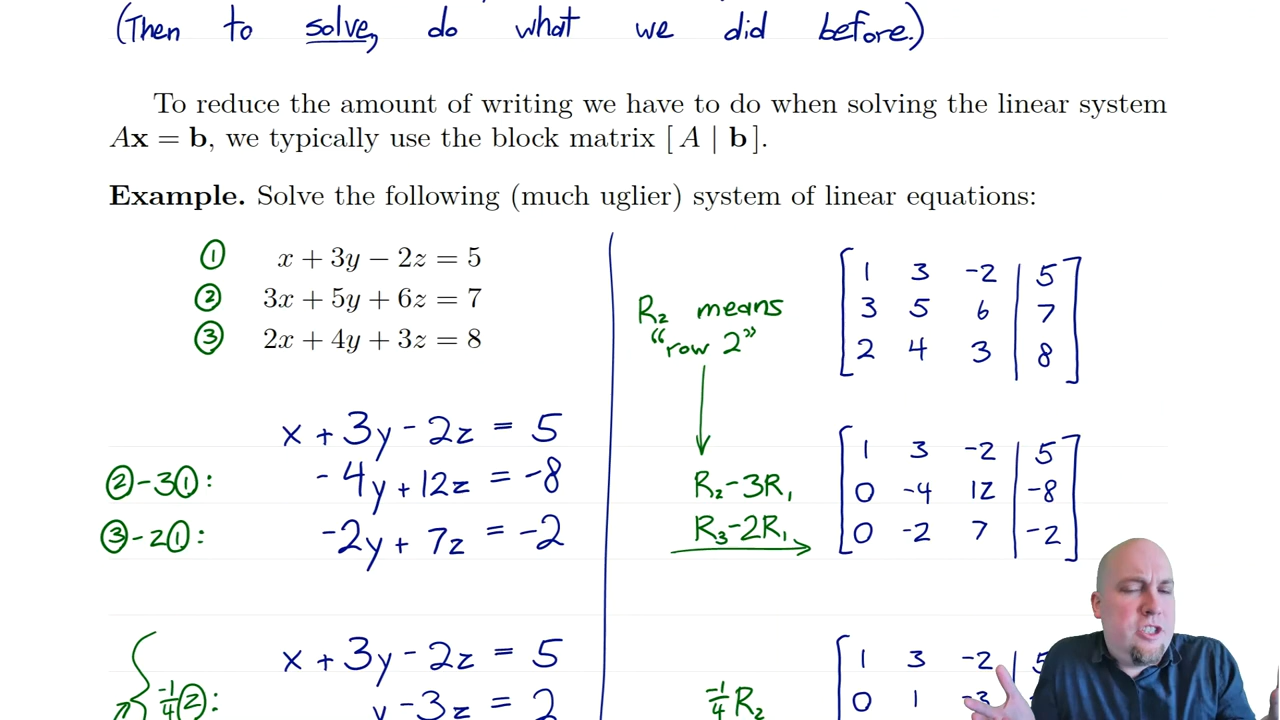 (Then to solve, do what we did before.)
To reduce the amount of writing we have to do when solving the linear system
Ax = b, we typically use the block matrix [ A | b ].
Example. Solve the following (much uglier) system of linear equations:
① x + 3y − 2z = 5
② 3x + 5y + 6z = 7
③ 2x + 4y + 3z = 8
x + 3y - 2z = 5
②-3①: -4y + 12z = -8
③-2①: -2y + 7z = -2
x + 3y - 2z = 5
-1/4②: y - 3z = 2
R₂ means
"row 2"
1 3 -2 | 5
3 5 6 | 7
2 4 3 | 8
R₂-3R₁
R₃-2R₁
1 3 -2 | 5
0 -4 12 | -8
0 -2 7 | -2
-1/4 R₂
1 3 -2 | 5
0 1 -3